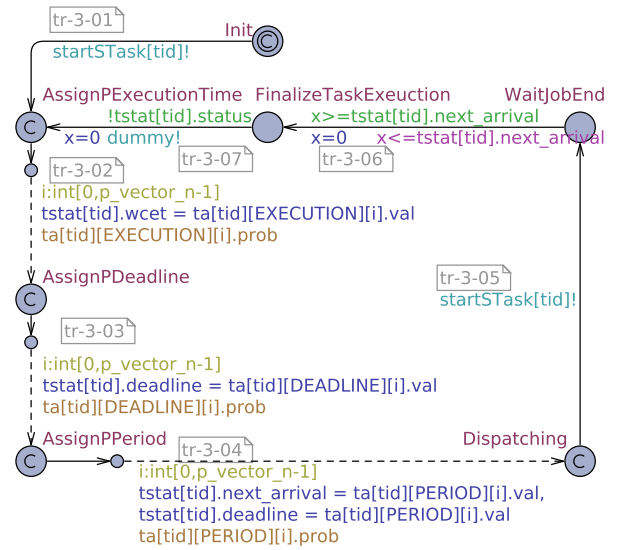 tr-3-01
Init
startSTask[tid]!
AssignPExecutionTime
FinalizeTaskExeuction
WaitJobEnd
!tstat[tid].status
x>=tstat[tid].next_arrival
x=0
dummy!
x=0
x<=tstat[tid].next_arrival
tr-3-07
tr-3-06
tr-3-02
i:int[0,p_vector_n-1]
tstat[tid].wcet = ta[tid][EXECUTION][i].val
ta[tid][EXECUTION][i].prob
AssignPDeadline
tr-3-05
startSTask[tid]!
tr-3-03
i:int[0,p_vector_n-1]
tstat[tid].deadline = ta[tid][DEADLINE][i].val
ta[tid][DEADLINE][i].prob
AssignPPeriod
tr-3-04
Dispatching
i:int[0,p_vector_n-1]
tstat[tid].next_arrival = ta[tid][PERIOD][i].val,
tstat[tid].deadline = ta[tid][PERIOD][i].val
ta[tid][PERIOD][i].prob